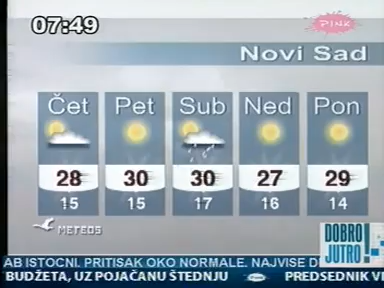 07:49
PINK
Novi Sad
Čet Pet Sub Ned Pon
28 30 30 27 29
15 15 17 16 14
METEOS
DOBRO
JUTRO!
AB ISTOCNI. PRITISAK OKO NORMALE. NAJVISE D
BUDŽETA, UZ POJAČANU ŠTEDNJU PREDSEDNIK V